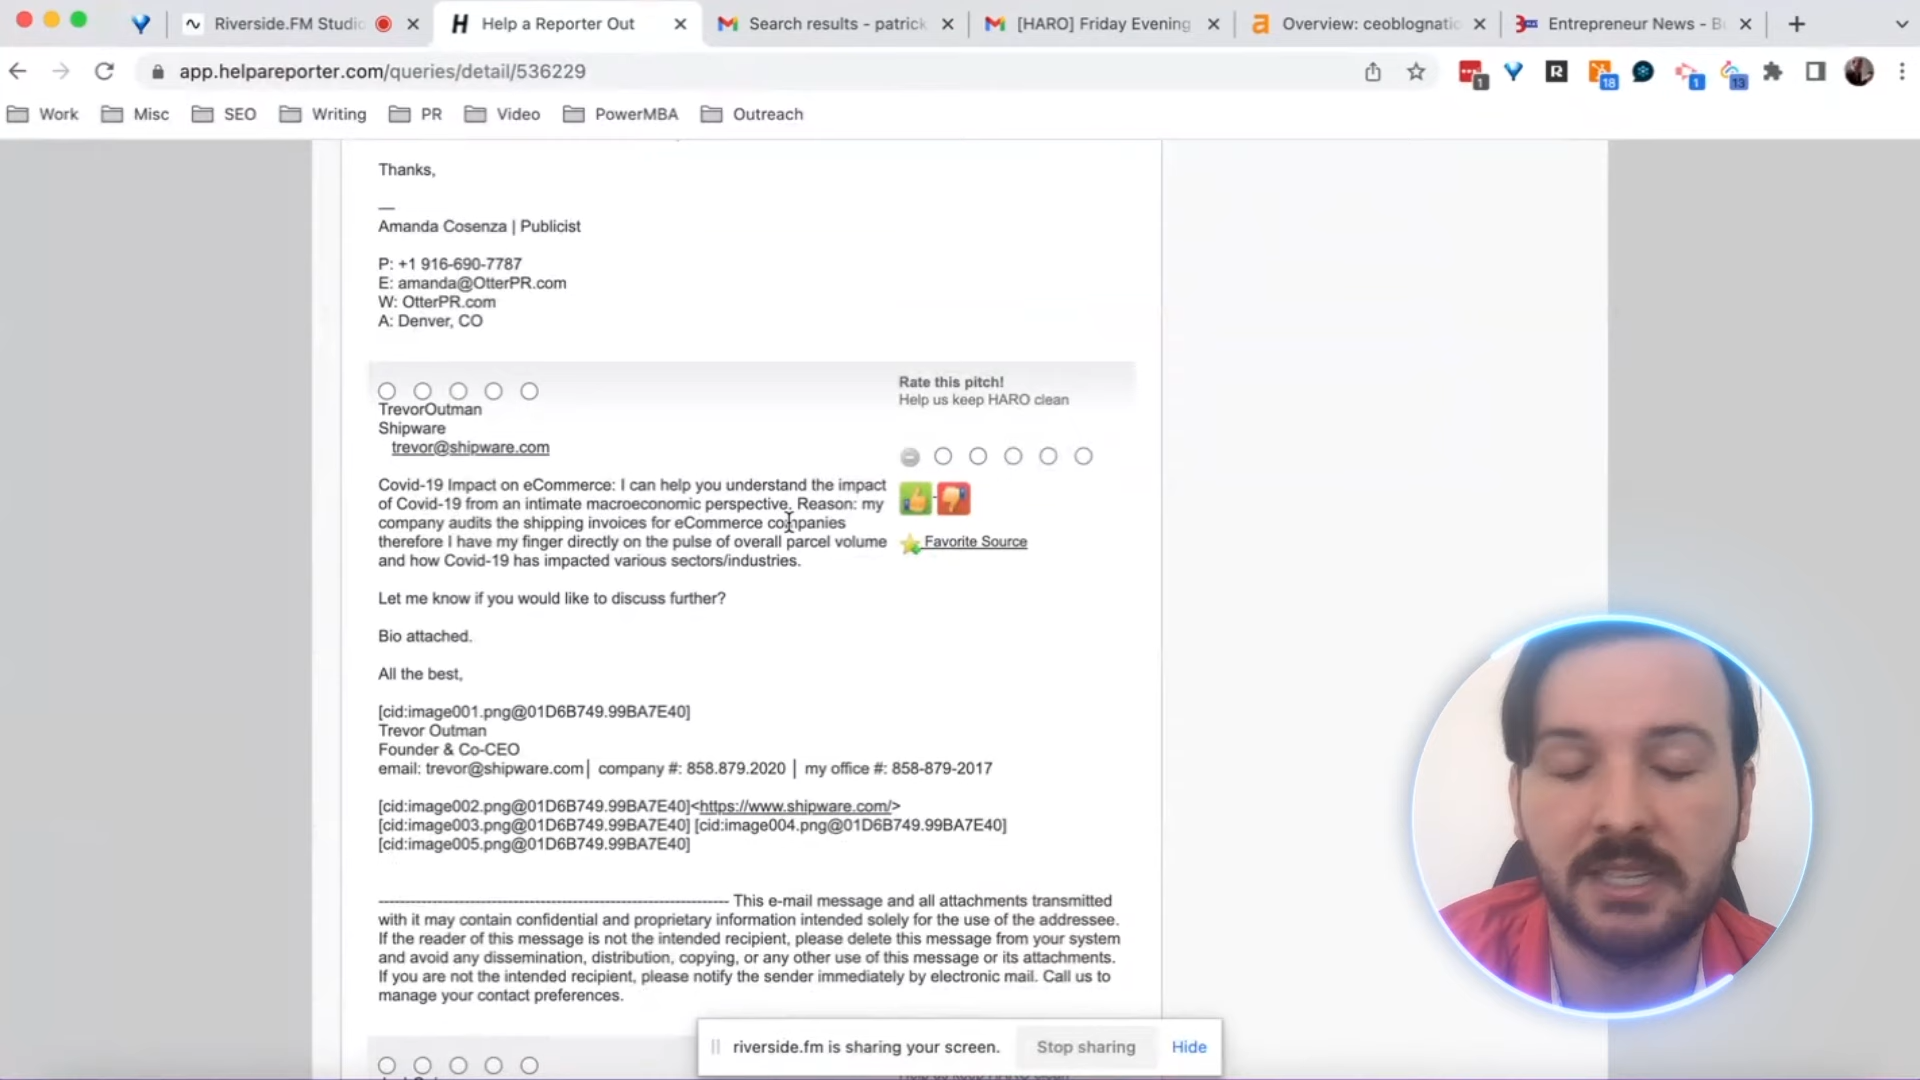 Riverside.FM Studio
Help a Reporter Out
Search results - patrick
[HARO] Friday Evening
Overview: ceoblognatio
Entrepreneur News - Bu
app.helpareporter.com/queries/detail/536229
1
18
1
13
Work
Misc
SEO
Writing
PR
Video
PowerMBA
Outreach
Thanks,
—
Amanda Cosenza | Publicist
P: +1 916-690-7787
E: amanda@OtterPR.com
W: OtterPR.com
A: Denver, CO
Rate this pitch!
Help us keep HARO clean
TrevorOutman
Shipware
trevor@shipware.com
Covid-19 Impact on eCommerce: I can help you understand the impact
of Covid-19 from an intimate macroeconomic perspective. Reason: my
company audits the shipping invoices for eCommerce companies
therefore I have my finger directly on the pulse of overall parcel volume
and how Covid-19 has impacted various sectors/industries.
Favorite Source
Let me know if you would like to discuss further?
Bio attached.
All the best,
[cid:image001.png@01D6B749.99BA7E40]
Trevor Outman
Founder & Co-CEO
email: trevor@shipware.com│ company #: 858.879.2020 │ my office #: 858-879-2017
[cid:image002.png@01D6B749.99BA7E40]<https://www.shipware.com/>
[cid:image003.png@01D6B749.99BA7E40] [cid:image004.png@01D6B749.99BA7E40]
[cid:image005.png@01D6B749.99BA7E40]
-------------------------------------------------- This e-mail message and all attachments transmitted
with it may contain confidential and proprietary information intended solely for the use of the addressee.
If the reader of this message is not the intended recipient, please delete this message from your system
and avoid any dissemination, distribution, copying, or any other use of this message or its attachments.
If you are not the intended recipient, please notify the sender immediately by electronic mail. Call us to
manage your contact preferences.
riverside.fm is sharing your screen.
Stop sharing
Hide